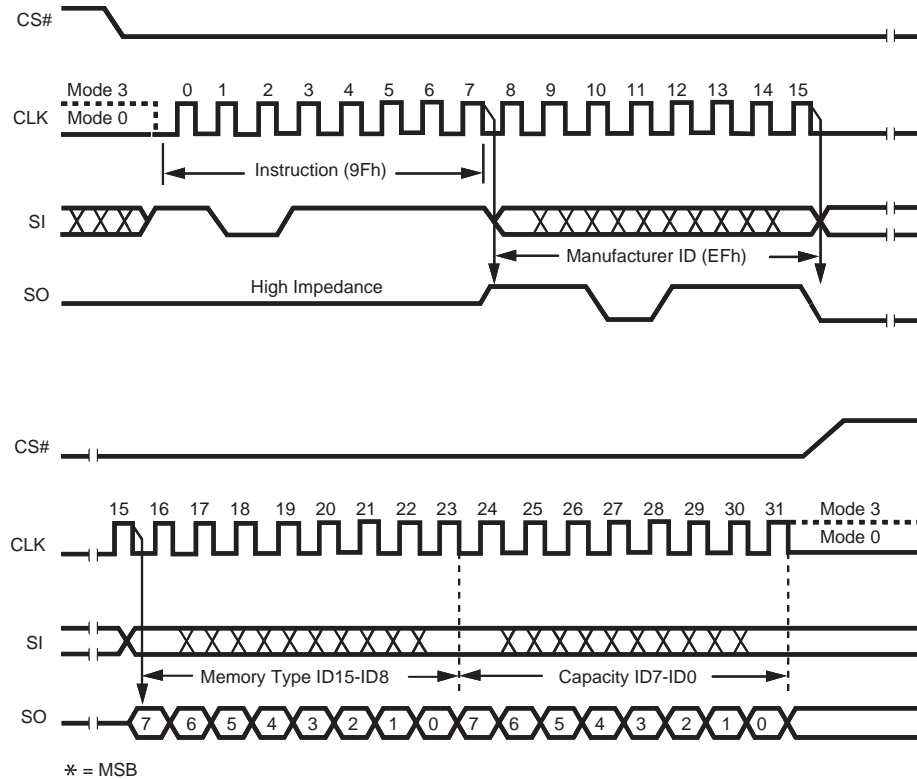 CS#
Mode 3
0 1 2 3 4 5 6 7 8 9 10 11 12 13 14 15
CLK
Mode 0
Instruction (9Fh)
SI
Manufacturer ID (EFh)
High Impedance
SO
CS#
15 16 17 18 19 20 21 22 23 24 25 26 27 28 29 30 31
Mode 3
CLK
Mode 0
SI
Memory Type ID15-ID8
Capacity ID7-ID0
SO
7 6 5 4 3 2 1 0 7 6 5 4 3 2 1 0
* = MSB